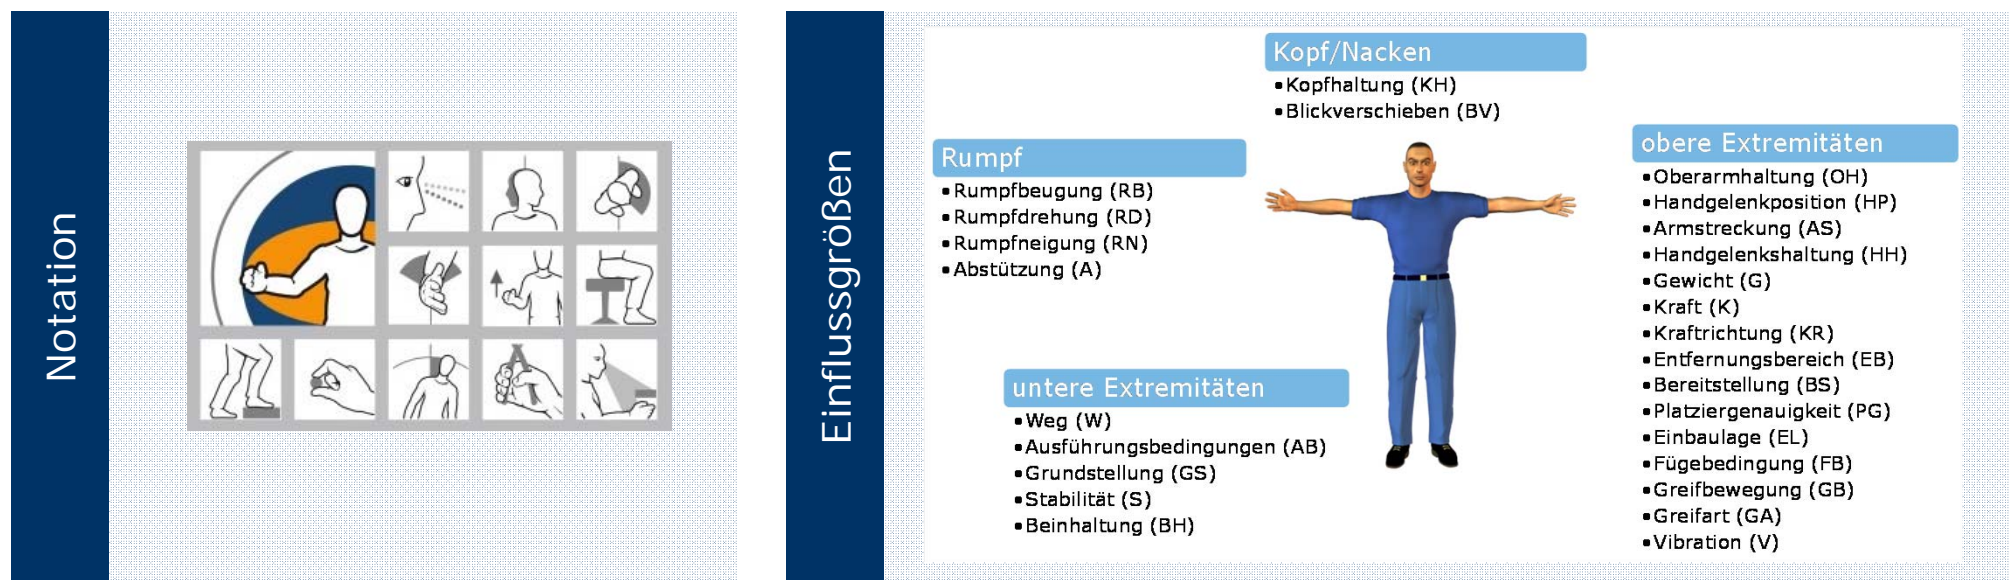 Notation
Einflussgrößen
Kopf/Nacken
▪Kopfhaltung (KH)
▪Blickverschieben (BV)
Rumpf
▪Rumpfbeugung (RB)
▪Rumpfdrehung (RD)
▪Rumpfneigung (RN)
▪Abstützung (A)
obere Extremitäten
▪Oberarmhaltung (OH)
▪Handgelenkposition (HP)
▪Armstreckung (AS)
▪Handgelenkshaltung (HH)
▪Gewicht (G)
▪Kraft (K)
▪Kraftrichtung (KR)
▪Entfernungsbereich (EB)
▪Bereitstellung (BS)
▪Platziergenauigkeit (PG)
▪Einbaulage (EL)
▪Fügebedingung (FB)
▪Greifbewegung (GB)
▪Greifart (GA)
▪Vibration (V)
untere Extremitäten
▪Weg (W)
▪Ausführungsbedingungen (AB)
▪Grundstellung (GS)
▪Stabilität (S)
▪Beinhaltung (BH)